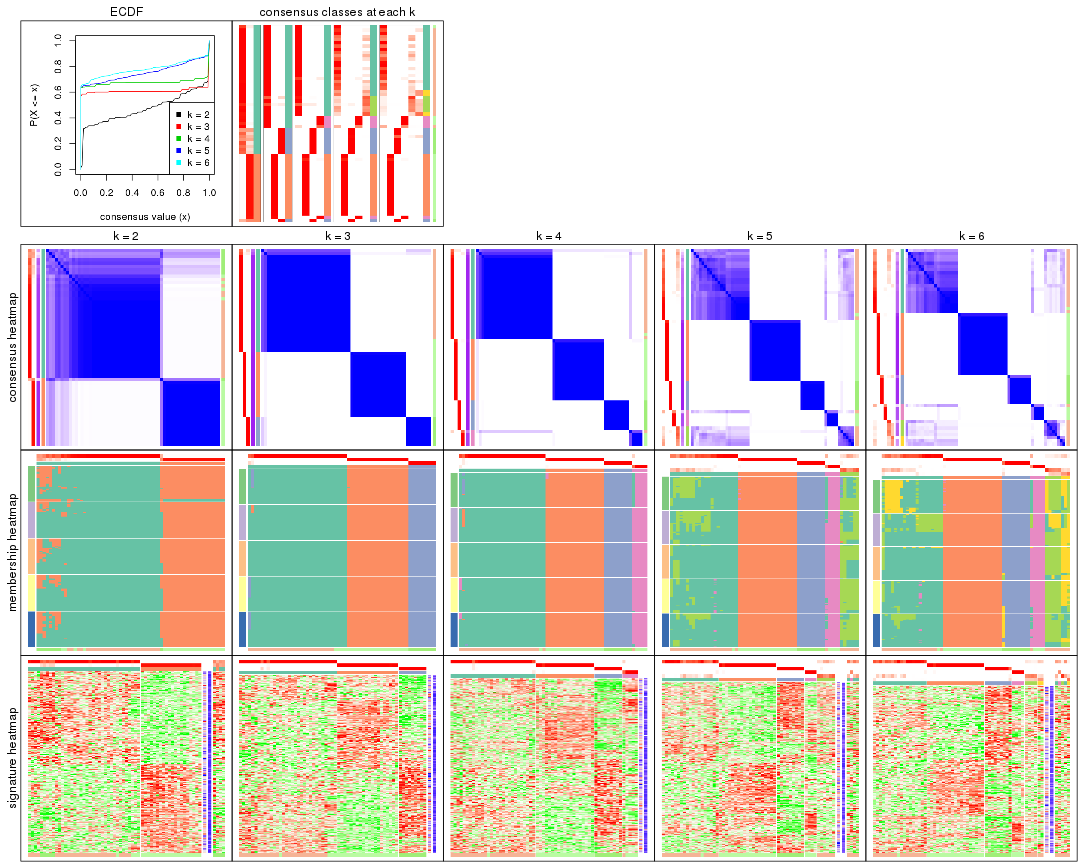 ECDF
consensus classes at each k
P(X <= x)
1.0
0.8
0.6
0.4
0.2
0.0
k = 2
k = 3
k = 4
k = 5
k = 6
0.0 0.2 0.4 0.6 0.8 1.0
consensus value (x)
k = 2
k = 3
k = 4
k = 5
k = 6
consensus heatmap
membership heatmap
signature heatmap